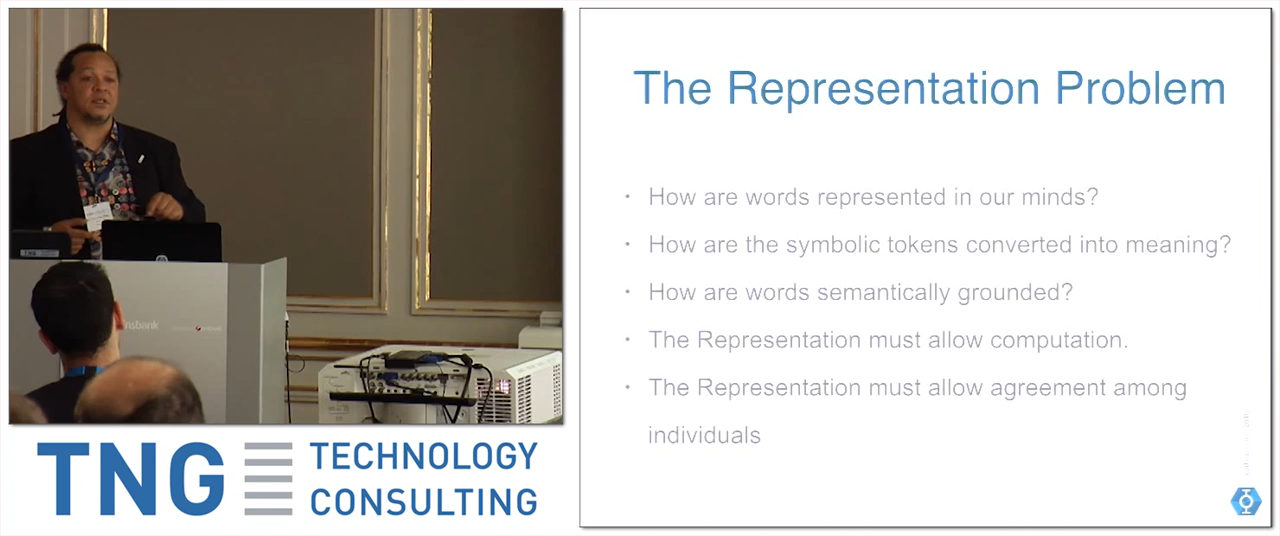 The Representation Problem
How are words represented in our minds?
How are the symbolic tokens converted into meaning?
How are words semantically grounded?
The Representation must allow computation.
The Representation must allow agreement among
individuals
TNG TECHNOLOGY
CONSULTING
TNG